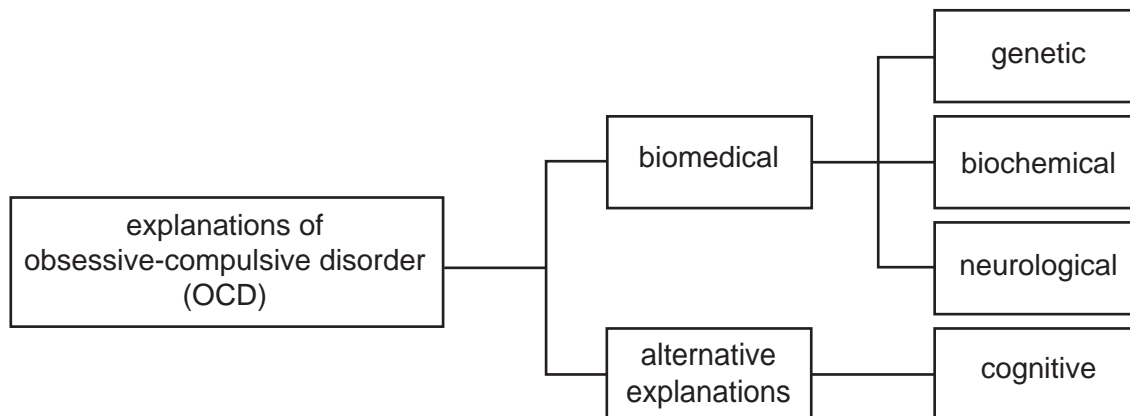 explanations of
obsessive-compulsive disorder
(OCD)
biomedical
genetic
biochemical
neurological
alternative
explanations
cognitive